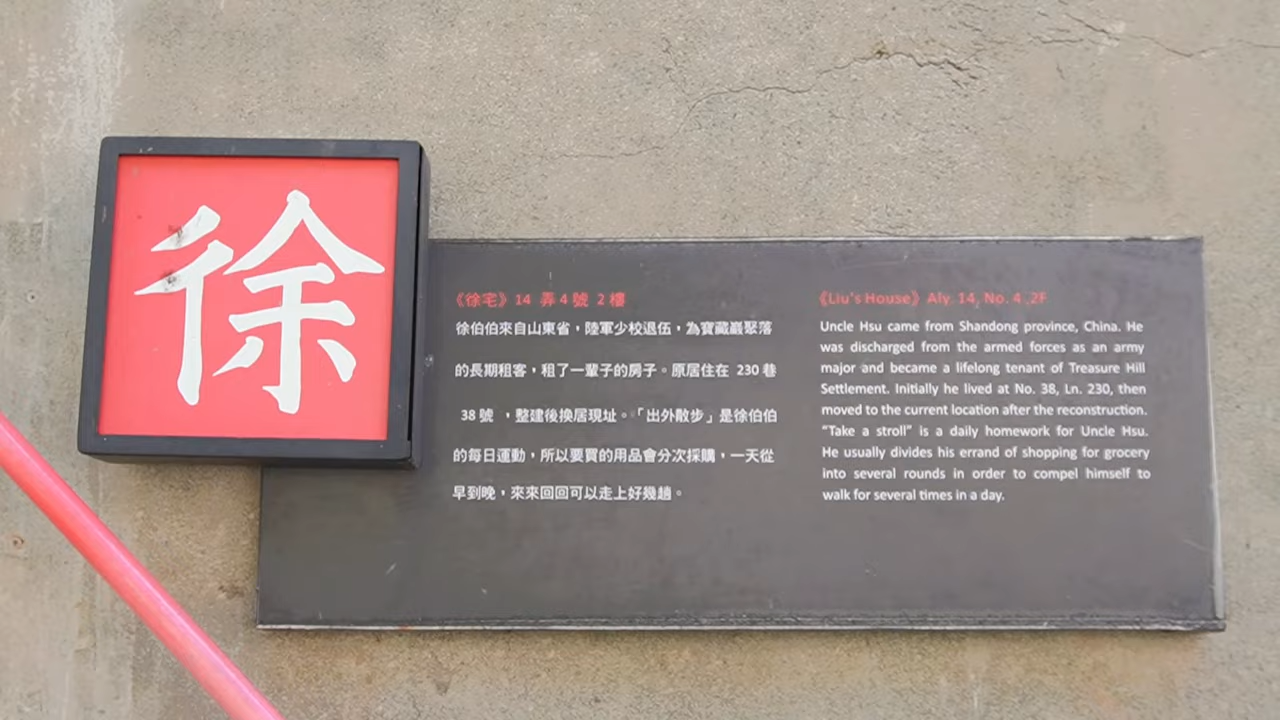 徐
《徐宅》14 弄 4 號 2 樓
徐伯伯來自山東省，陸軍少校退伍，為寶藏巖聚落
的長期租客，租了一輩子的房子。原居住在 230 巷
38 號 ，整建後換居現址。「出外散步」是徐伯伯
的每日運動，所以要買的用品會分次採購，一天從
早到晚，來來回回可以走上好幾趟。
《Liu's House》 Aly. 14, No. 4 ,2F
Uncle Hsu came from Shandong province, China. He
was discharged from the armed forces as an army
major and became a lifelong tenant of Treasure Hill
Settlement. Initially he lived at No. 38, Ln. 230, then
moved to the current location after the reconstruction.
“Take a stroll” is a daily homework for Uncle Hsu.
He usually divides his errand of shopping for grocery
into several rounds in order to compel himself to
walk for several times in a day.